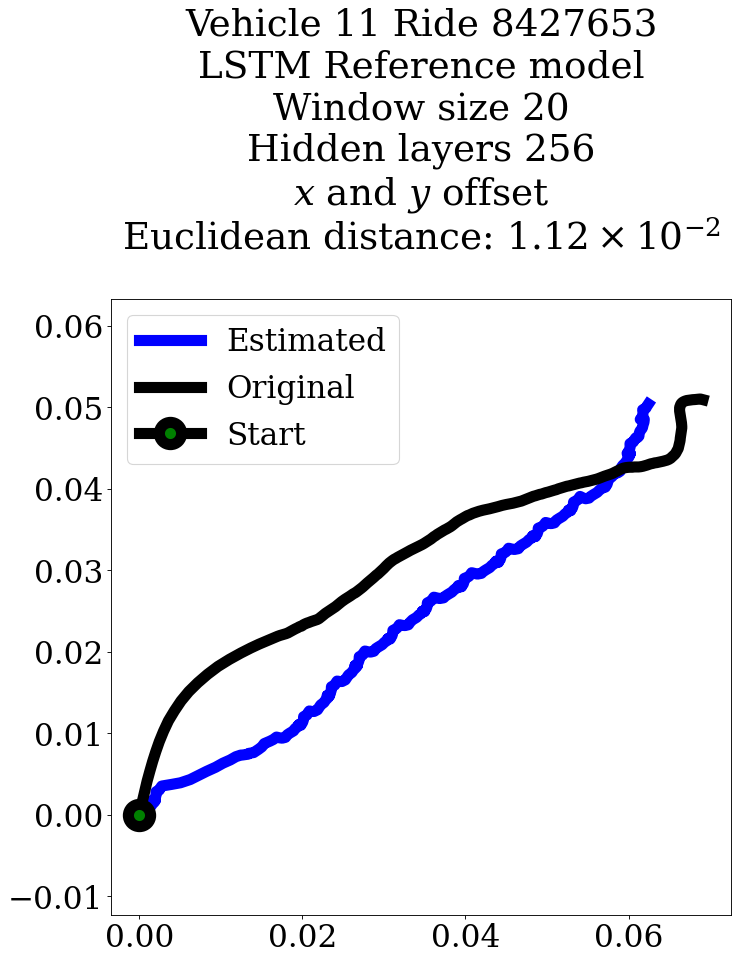 Vehicle 11 Ride 8427653
LSTM Reference model
Window size 20
Hidden layers 256
x and y offset
Euclidean distance: 1.12 × 10⁻²
Estimated
Original
Start
0.06
0.05
0.04
0.03
0.02
0.01
0.00
−0.01
0.00 0.02 0.04 0.06